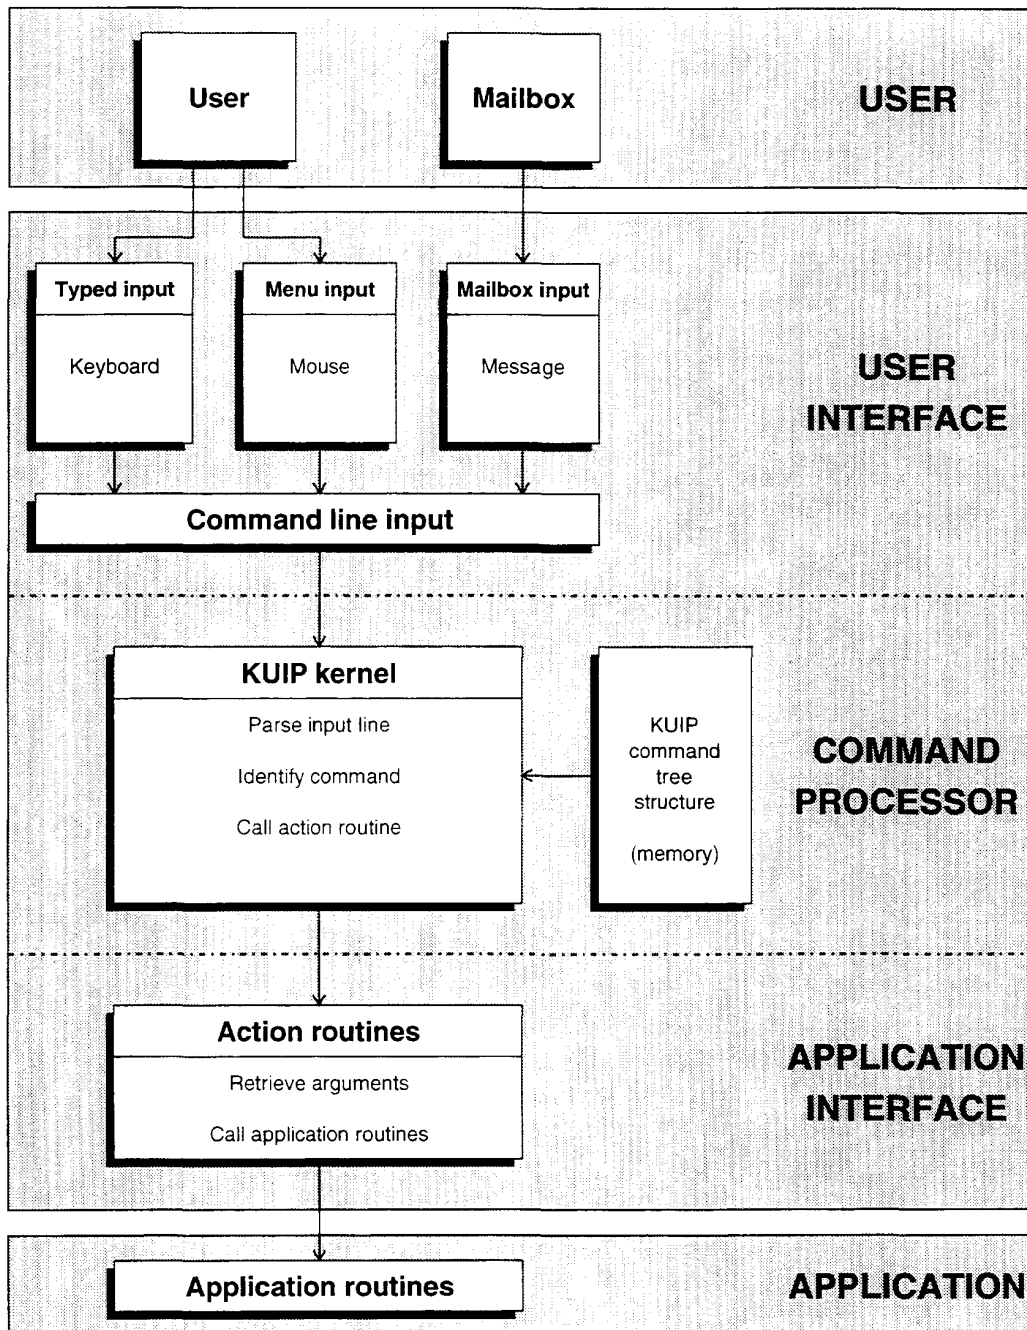 User
Mailbox
USER
Typed input
Menu input
Mailbox input
Keyboard
Mouse
Message
USER
INTERFACE
Command line input
KUIP kernel
Parse input line
Identify command
Call action routine
KUIP
command
tree
structure
(memory)
COMMAND
PROCESSOR
Action routines
Retrieve arguments
Call application routines
APPLICATION
INTERFACE
Application routines
APPLICATION